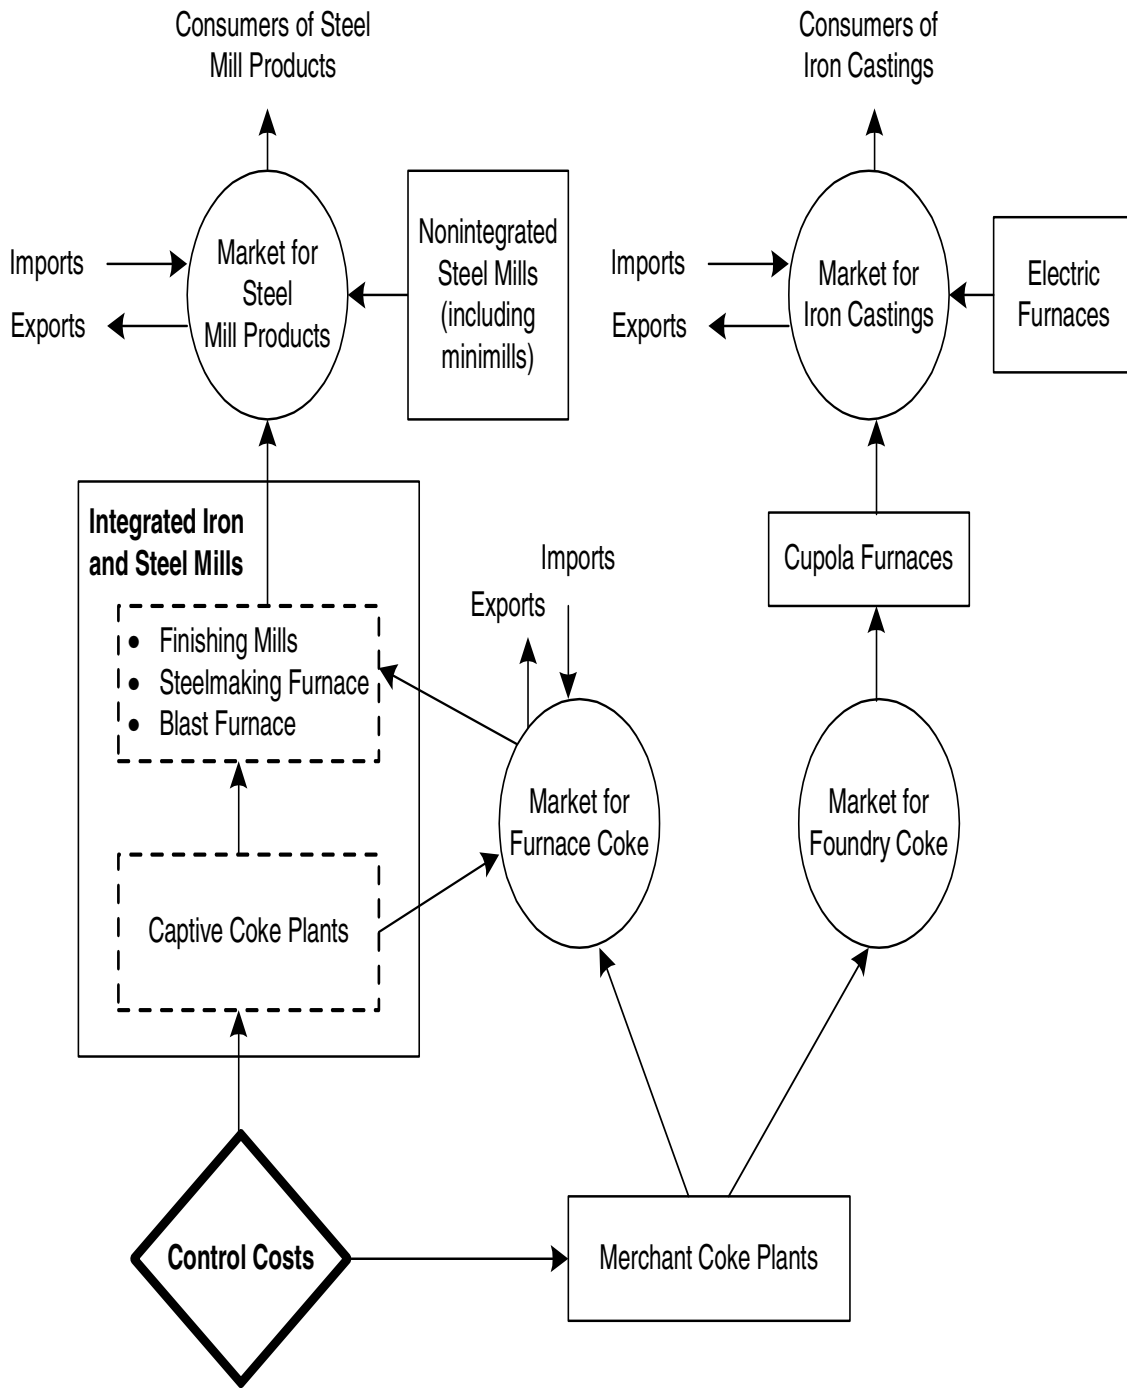 Consumers of Steel
Mill Products
Consumers of
Iron Castings
Imports
Exports
Market for
Steel
Mill Products
Nonintegrated
Steel Mills
(including
minimills)
Imports
Exports
Market for
Iron Castings
Electric
Furnaces
Integrated Iron
and Steel Mills
• Finishing Mills
• Steelmaking Furnace
• Blast Furnace
Imports
Exports
Cupola Furnaces
Market for
Furnace Coke
Market for
Foundry Coke
Captive Coke Plants
Control Costs
Merchant Coke Plants